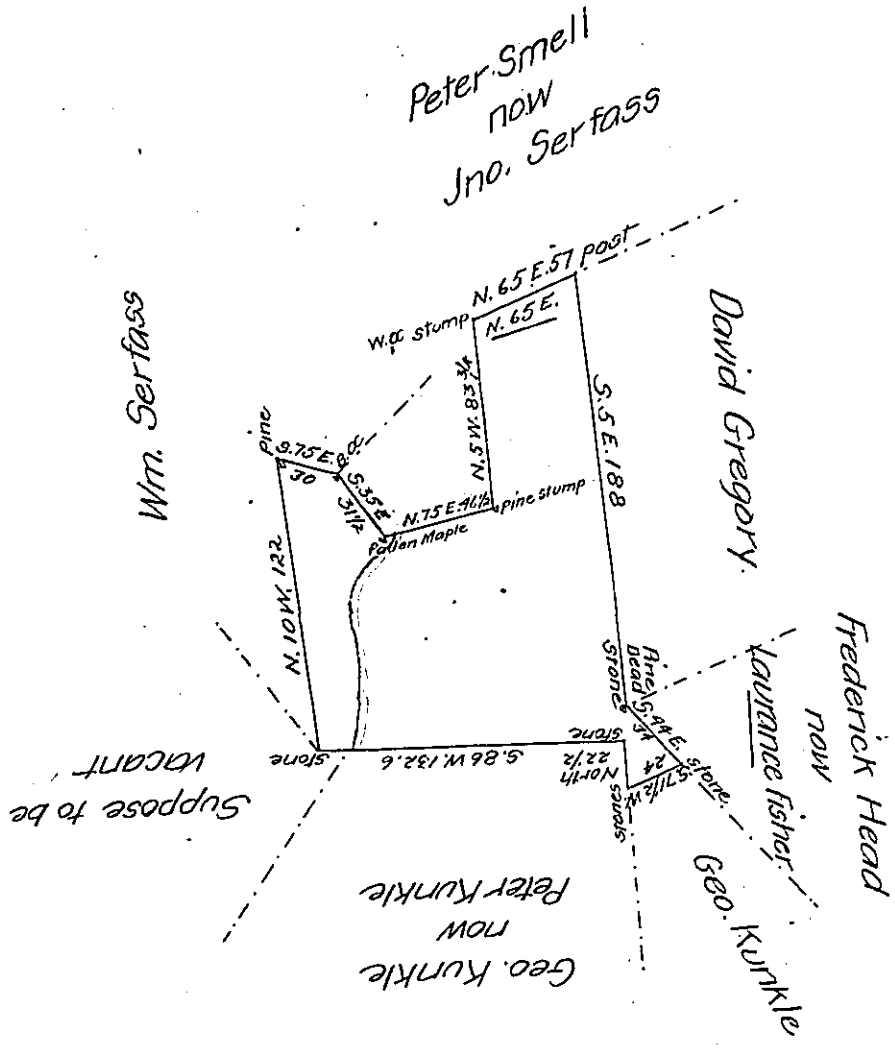 Peter Smell
now
Jno. Serfass
Wm. Serfass
N. 65 E. 57 post
N. 65 E.
W.O. stump
N. 5 W. 83 3/4
S. 5 E. 188
David Gregory.
Pine
S. 75 E. B.O.
30
S. 35 E
31 1/2
N. 75 E. 46 1/2
Pine stump
Fallen Maple
N. 10 W. 122
Stone
Pine
Dead
S. 44 E.
34
stone.
Frederick Head
now
Laurance Fisher.
Stone
S. 86 W. 132.6
stone
North
22 1/2
S. 71 1/2 W.
24
Stones
Suppose to be
vacant
Geo. Kunkle
now
Peter Kunkle
Geo. Kunkle